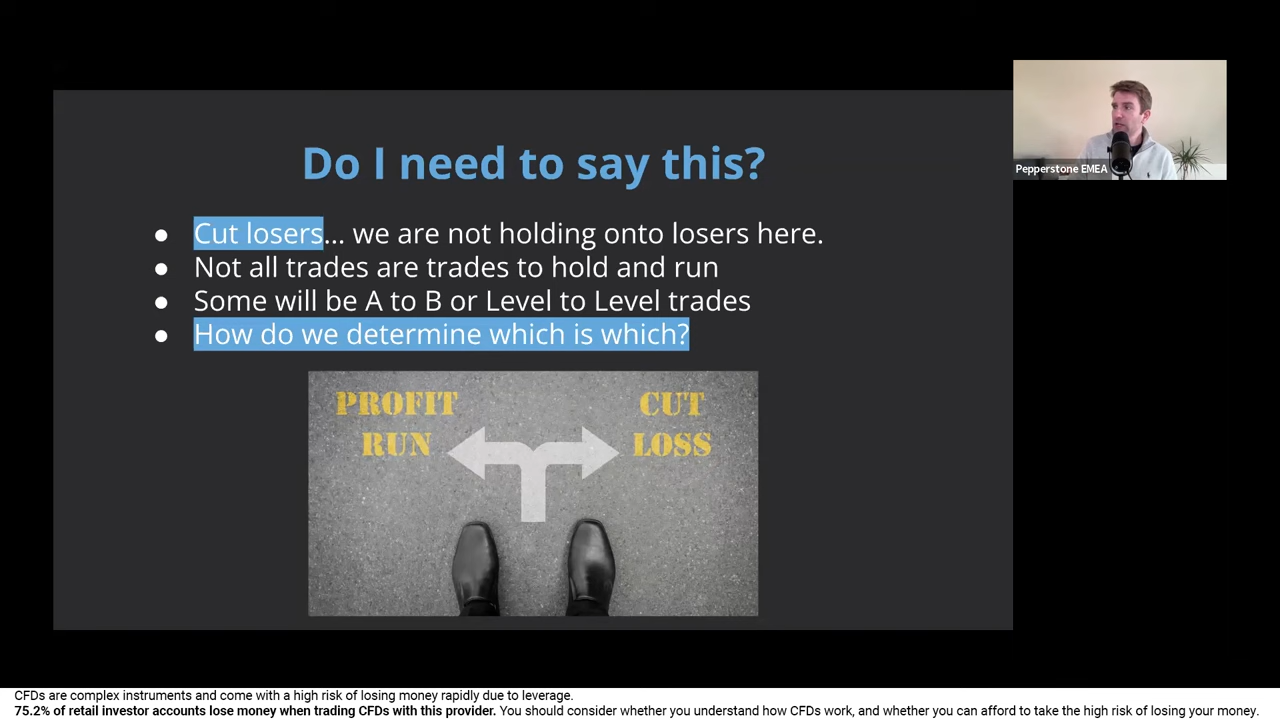 Do I need to say this?
Cut losers... we are not holding onto losers here.
Not all trades are trades to hold and run
Some will be A to B or Level to Level trades
How do we determine which is which?
PROFIT
RUN
CUT
LOSS
Pepperstone EMEA
CFDs are complex instruments and come with a high risk of losing money rapidly due to leverage.
75.2% of retail investor accounts lose money when trading CFDs with this provider. You should consider whether you understand how CFDs work, and whether you can afford to take the high risk of losing your money.